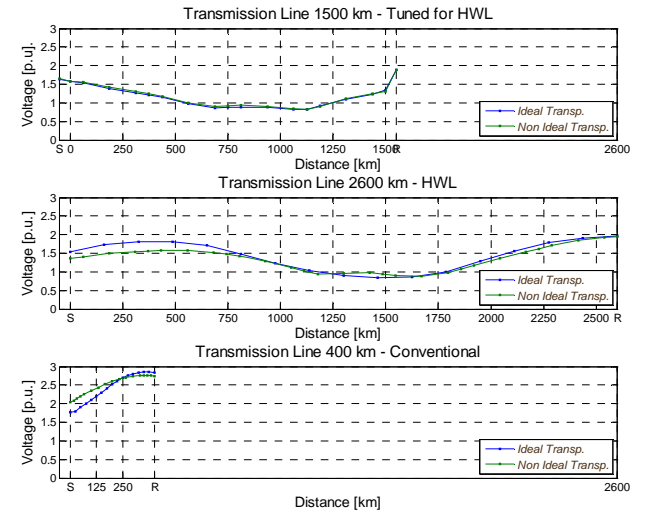 Transmission Line 1500 km - Tuned for HWL
3
2.5
2
1.5
1
0.5
0
Voltage [p.u.]
Ideal Transp.
Non Ideal Transp.
S 0 250 500 750 1000 1250 1500 R 2600
Distance [km]
Transmission Line 2600 km - HWL
3
2.5
2
1.5
1
0.5
0
Voltage [p.u.]
Ideal Transp.
Non Ideal Transp.
S 250 500 750 1000 1250 1500 1750 2000 2250 2500 R
Distance [km]
Transmission Line 400 km - Conventional
3
2.5
2
1.5
1
0.5
0
Voltage [p.u.]
Ideal Transp.
Non Ideal Transp.
S 125 250 R 2600
Distance [km]